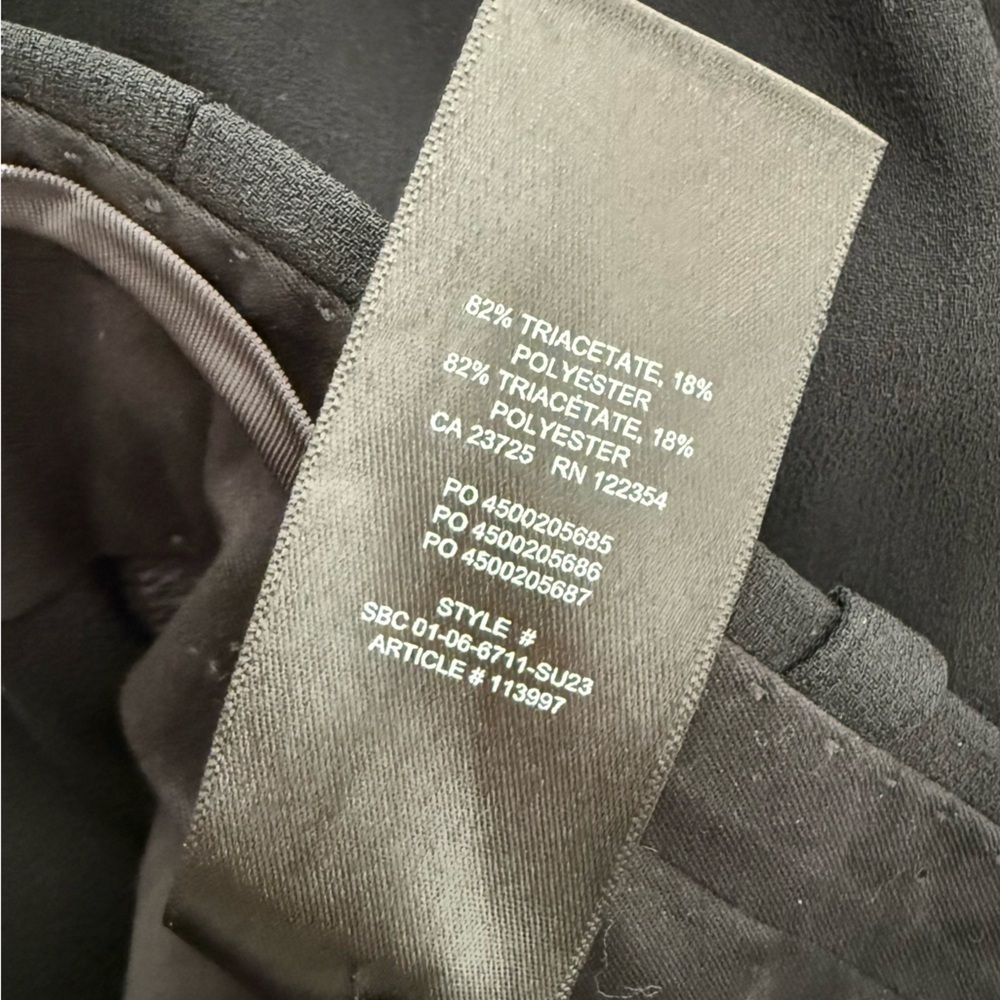 82% TRIACETATE, 18%
POLYESTER
82% TRIACÉTATE, 18%
POLYESTER
CA 23725 RN 122354
PO 4500205685
PO 4500205686
PO 4500205687
STYLE #
SBC 01-06-6711-SU23
ARTICLE # 113997